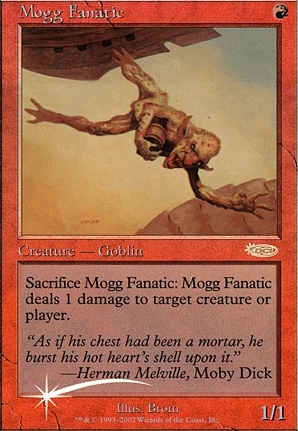 Mogg Fanatic
Creature — Goblin
DCI
Sacrifice Mogg Fanatic: Mogg Fanatic
deals 1 damage to target creature or
player.
“As if his chest had been a mortar, he
burst his hot heart’s shell upon it.”
—Herman Melville, Moby Dick
Illus. Brom
1/1
™ & © 1993–2002 Wizards of the Coast, Inc.